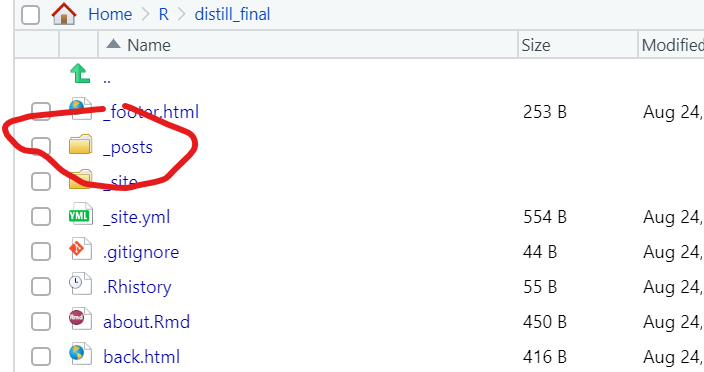 Home > R > distill_final
Name Size Modified
..
_footer.html 253 B Aug 24,
_posts
_site
_site.yml 554 B Aug 24,
.gitignore 44 B Aug 24,
.Rhistory 55 B Aug 24,
about.Rmd 450 B Aug 24,
back.html 416 B Aug 24,